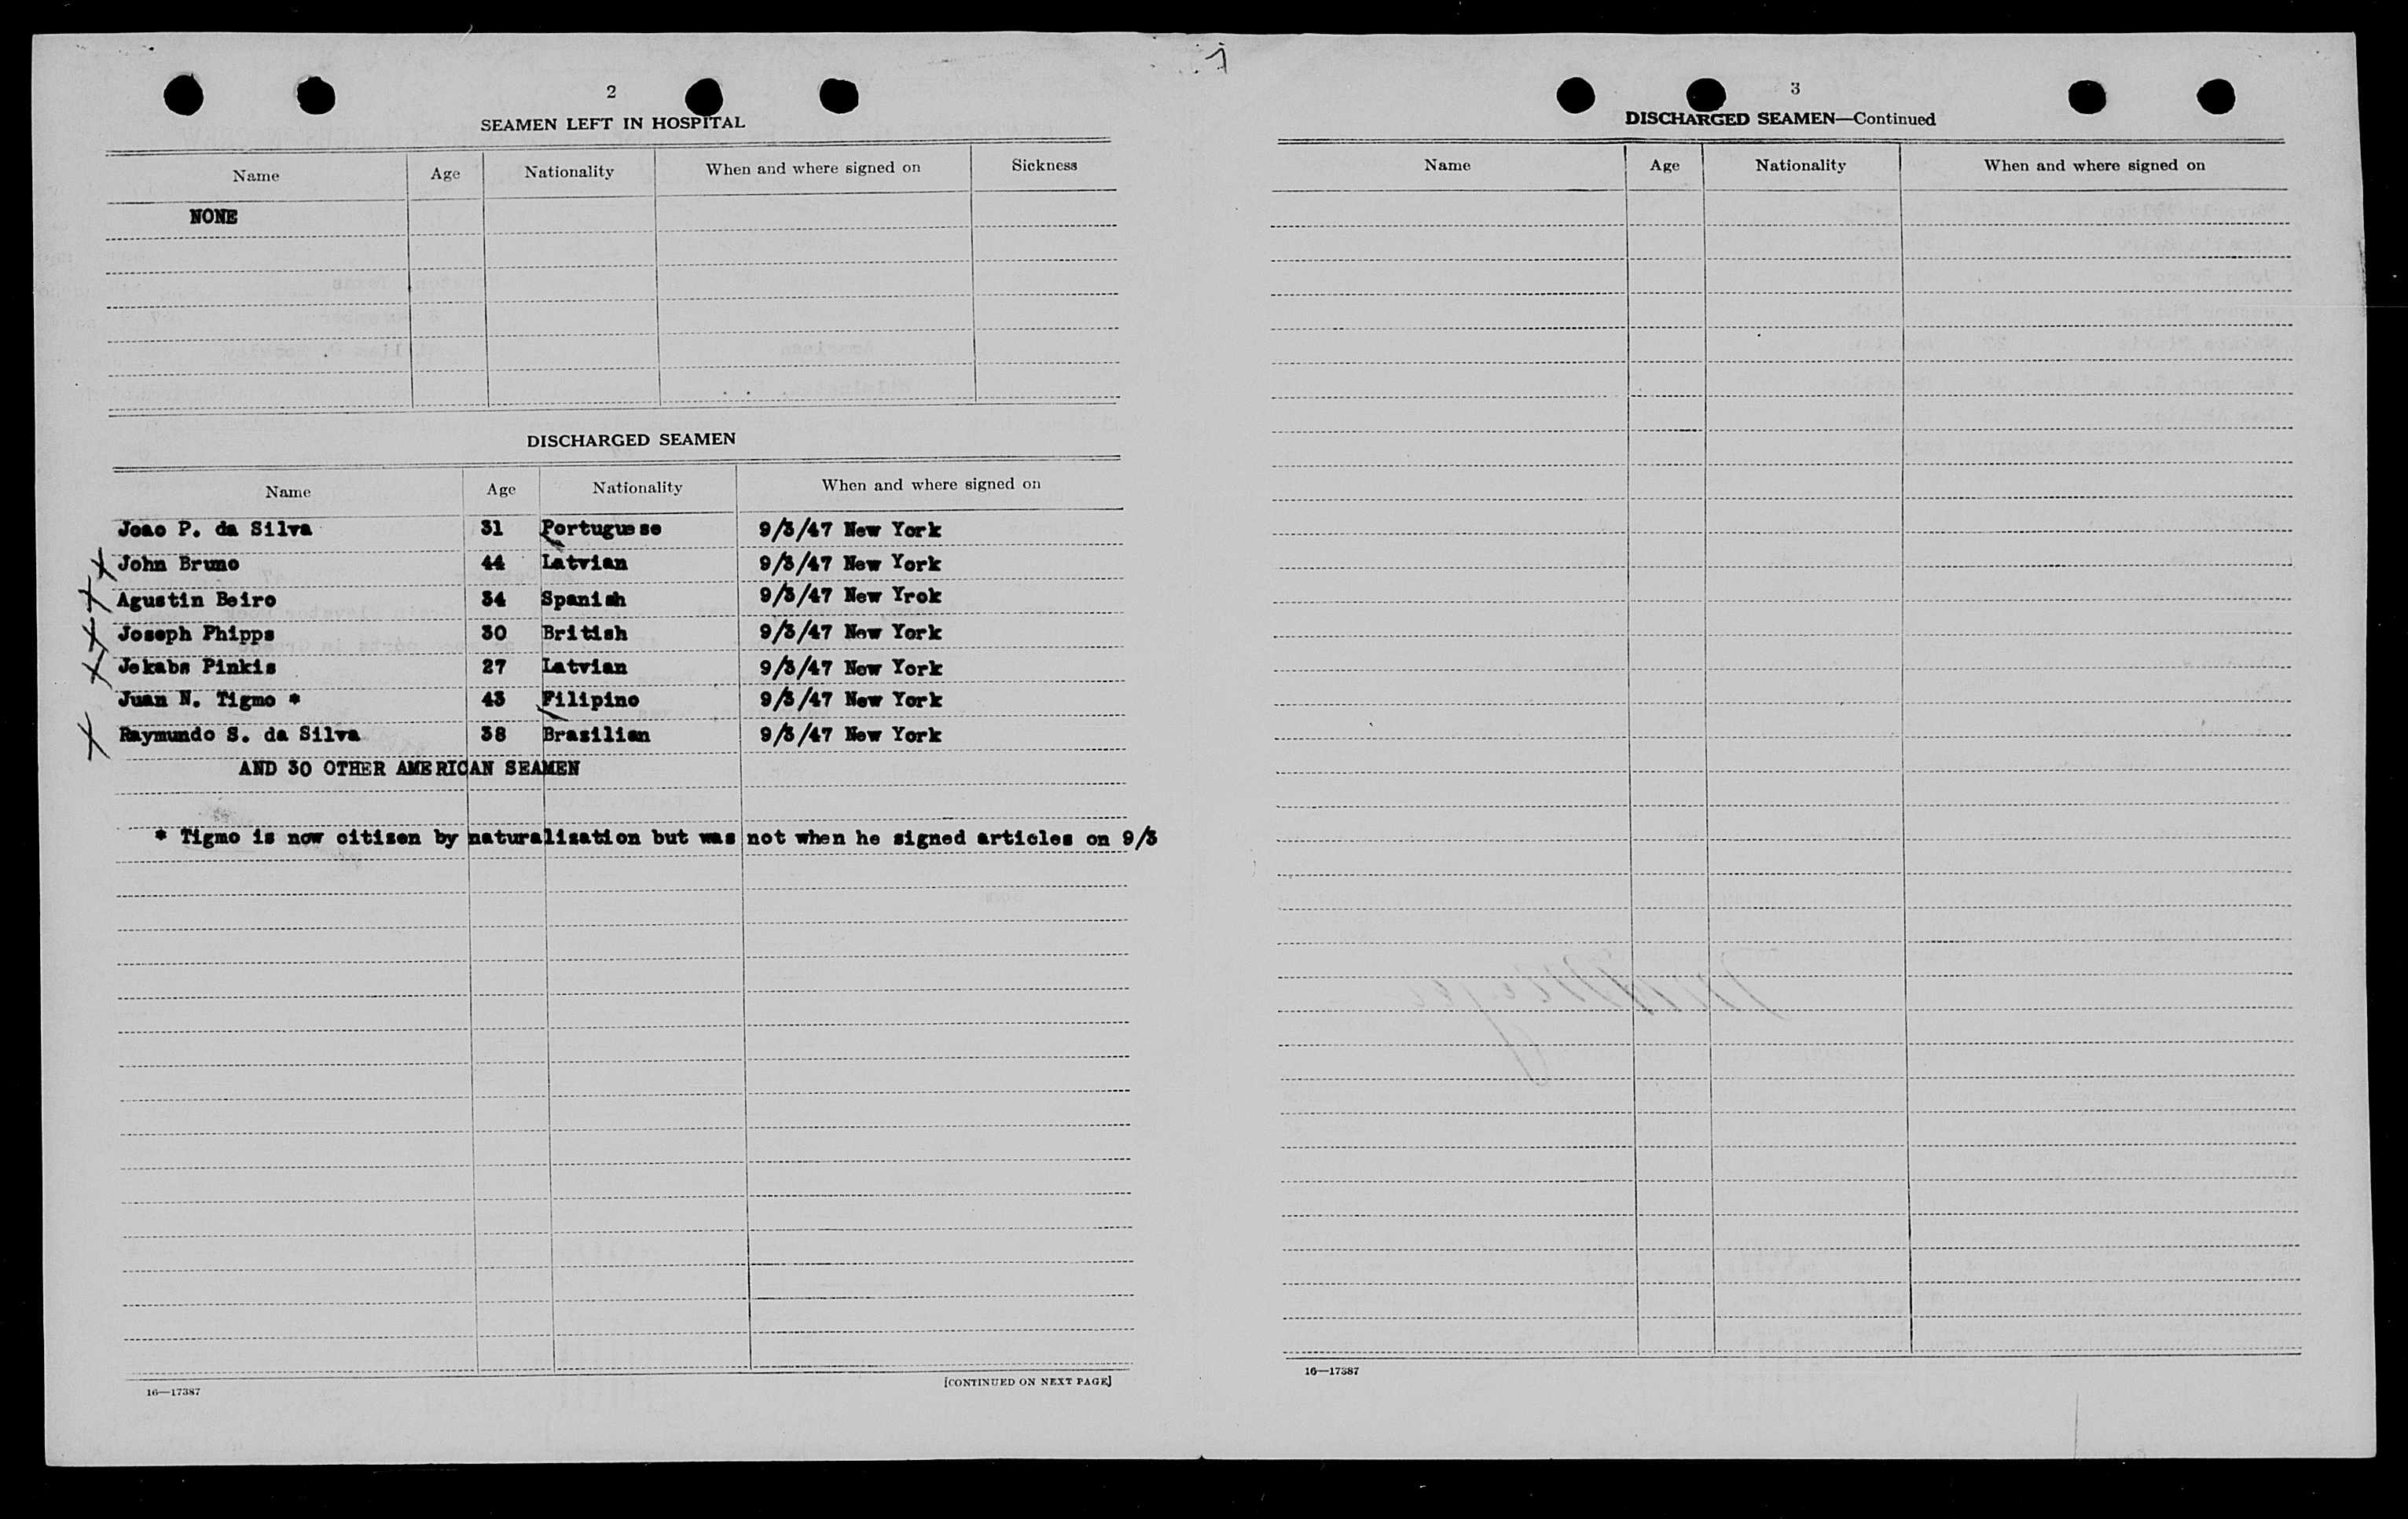 2
SEAMEN LEFT IN HOSPITAL
Name Age Nationality When and where signed on Sickness
NONE
DISCHARGED SEAMEN
Name Age Nationality When and where signed on
Joao P. da Silva 31 Portuguese 9/3/47 New York
X John Bruno 44 Latvian 9/3/47 New York
X Agustin Beiro 34 Spanish 9/3/47 New Yrok
X Joseph Phipps 30 British 9/3/47 New York
X Jekabs Pinkis 27 Latvian 9/3/47 New York
Juan N. Tigmo * 43 Filipino 9/3/47 New York
X Raymundo S. da Silva 38 Brasilian 9/3/47 New York
AND 30 OTHER AMERICAN SEAMEN
* Tigmo is now citisen by naturalisation but was not when he signed articles on 9/3
16—17387 [CONTINUED ON NEXT PAGE]
3
DISCHARGED SEAMEN—Continued
Name Age Nationality When and where signed on
16—17387